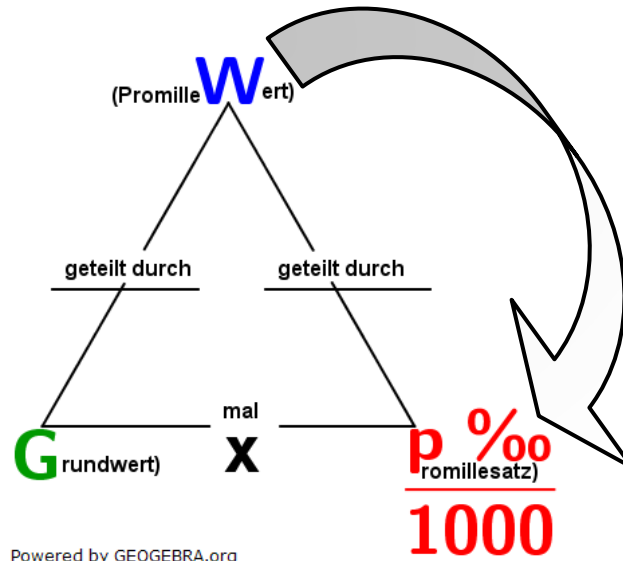 (PromilleWert)
geteilt durch geteilt durch
mal
Grundwert) x p ‰
romillesatz)
1000
Powered by GEOGEBRA.org